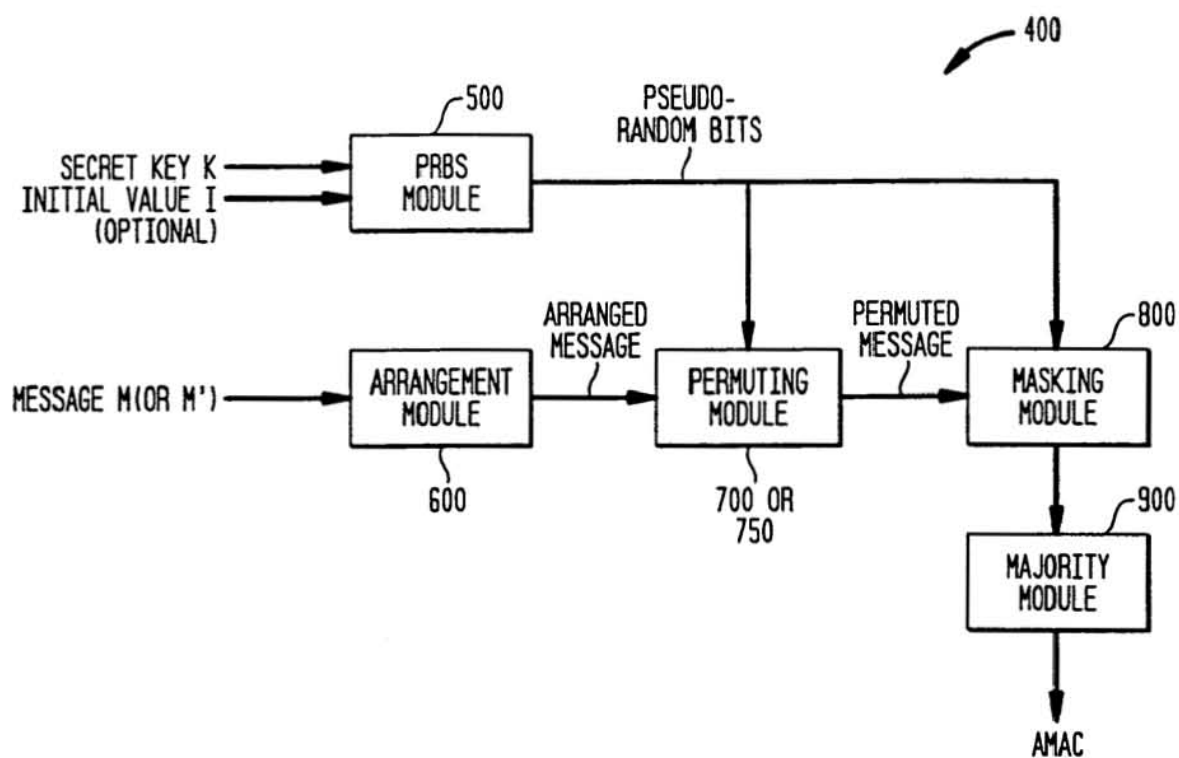 400
500
PSEUDO-
RANDOM BITS
SECRET KEY K
INITIAL VALUE I
(OPTIONAL)
PRBS
MODULE
ARRANGED
MESSAGE
PERMUTED
MESSAGE
800
MESSAGE M(OR M')
ARRANGEMENT
MODULE
PERMUTING
MODULE
MASKING
MODULE
600
700 OR
750
900
MAJORITY
MODULE
AMAC